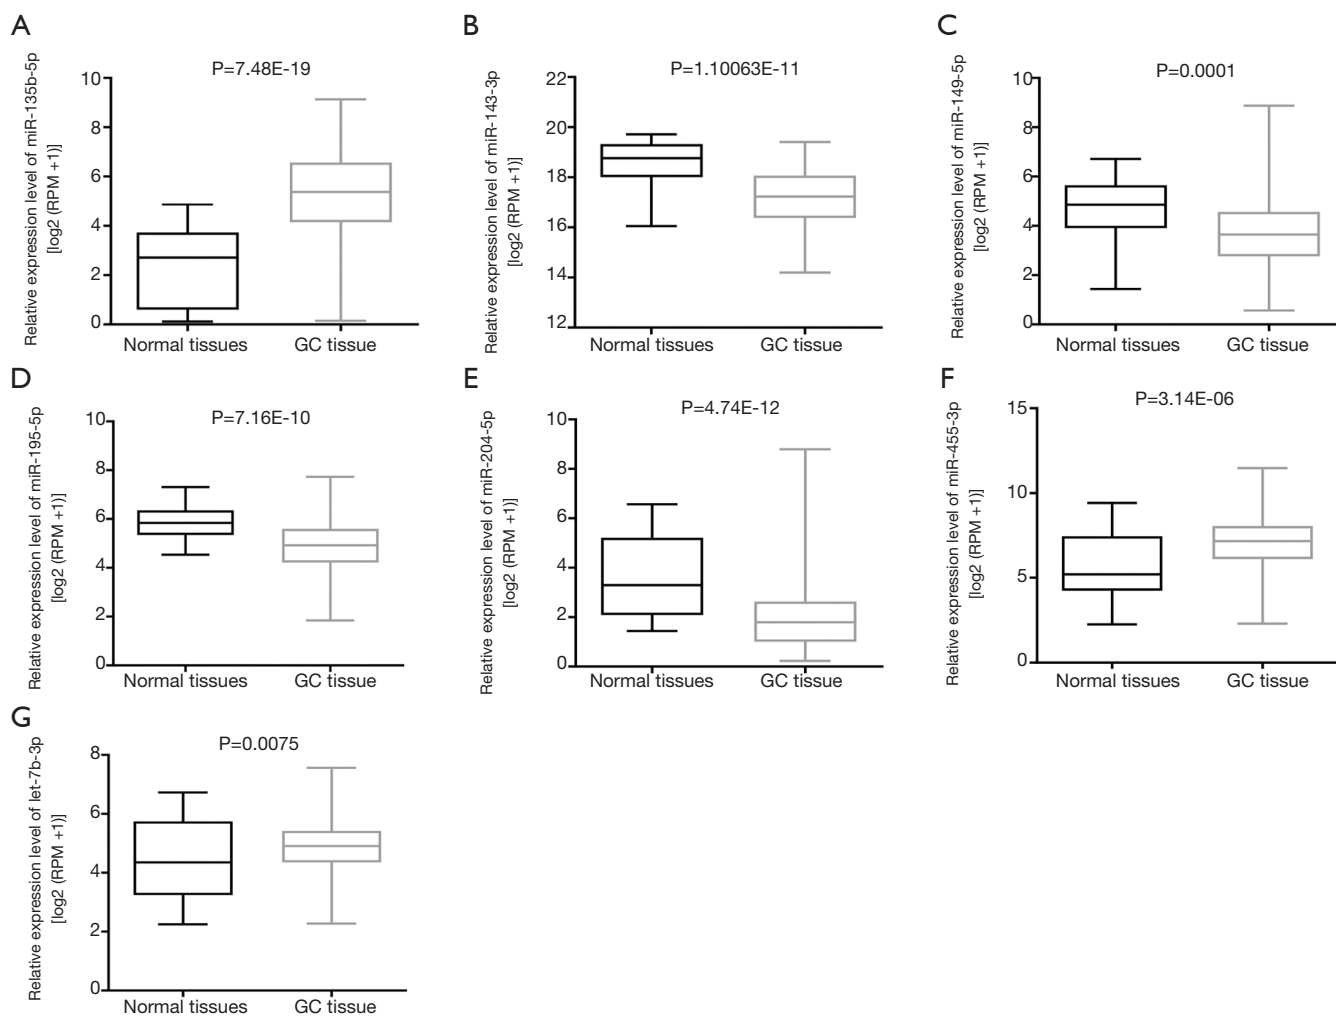 A
P=7.48E-19
Relative expression level of miR-135b-5p
[log2 (RPM +1)]
10
8
6
4
2
0
Normal tissues
GC tissue
B
P=1.10063E-11
Relative expression level of miR-143-3p
[log2 (RPM +1)]
22
20
18
16
14
12
Normal tissues
GC tissue
C
P=0.0001
Relative expression level of miR-149-5p
[log2 (RPM +1)]
10
8
6
4
2
0
Normal tissues
GC tissue
D
P=7.16E-10
Relative expression level of miR-195-5p
[log2 (RPM +1)]
10
8
6
4
2
0
Normal tissues
GC tissue
E
P=4.74E-12
Relative expression level of miR-204-5p
[log2 (RPM +1)]
10
8
6
4
2
0
Normal tissues
GC tissue
F
P=3.14E-06
Relative expression level of miR-455-3p
[log2 (RPM +1)]
15
10
5
0
Normal tissues
GC tissue
G
P=0.0075
Relative expression level of let-7b-3p
[log2 (RPM +1)]
8
6
4
2
0
Normal tissues
GC tissue